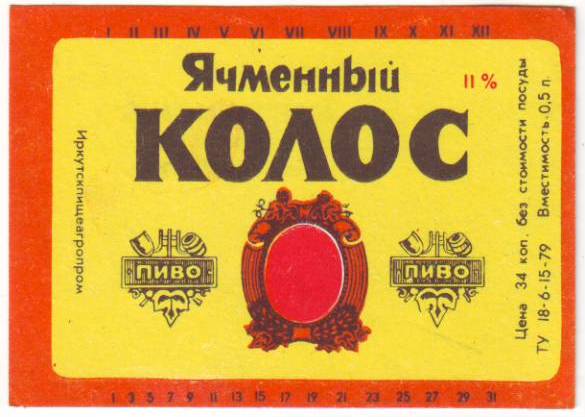 I II III IV V VI VII VIII IX X XI XII
Ячменный
11 %
КОЛОС
Иркутскпищеагропром
ПИВО
ПИВО
Цена 34 коп. без стоимости посуды
ТУ 18-6-15-79 Вместимость 0,5 л.
1 3 5 7 9 11 13 15 17 19 21 23 25 27 29 31